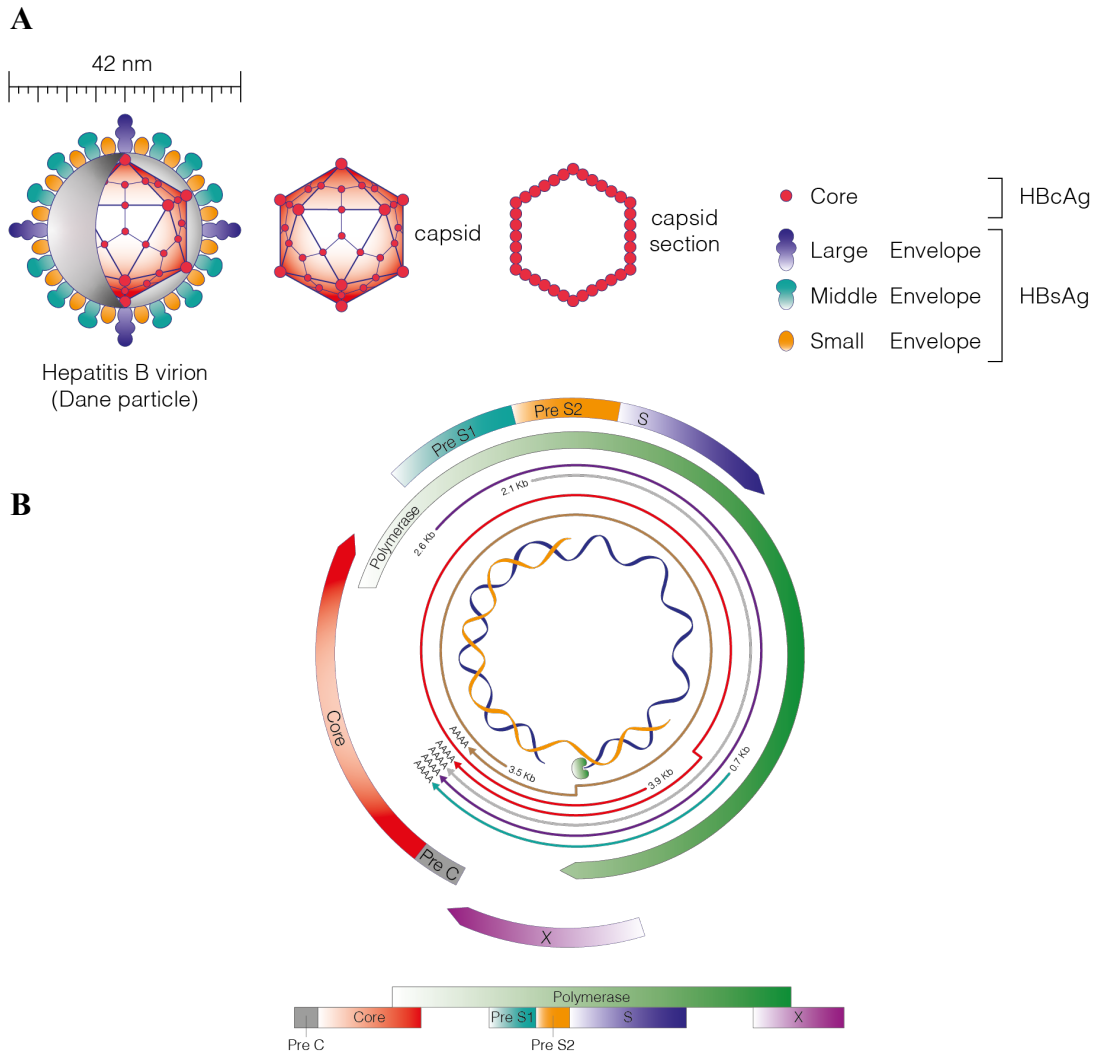 A
42 nm
Hepatitis B virion
(Dane particle)
capsid
capsid
section
Core
HBcAg
Large Envelope
Middle Envelope
HBsAg
Small Envelope
B
Pre S1
Pre S2
S
Polymerase
2.1 Kb
2.6 Kb
Core
Pre C
AAAA
AAAA
AAAA
AAAA
AAAA
3.5 Kb
3.9 Kb
0.7 Kb
X
Polymerase
Core
Pre S1
S
X
Pre C
Pre S2